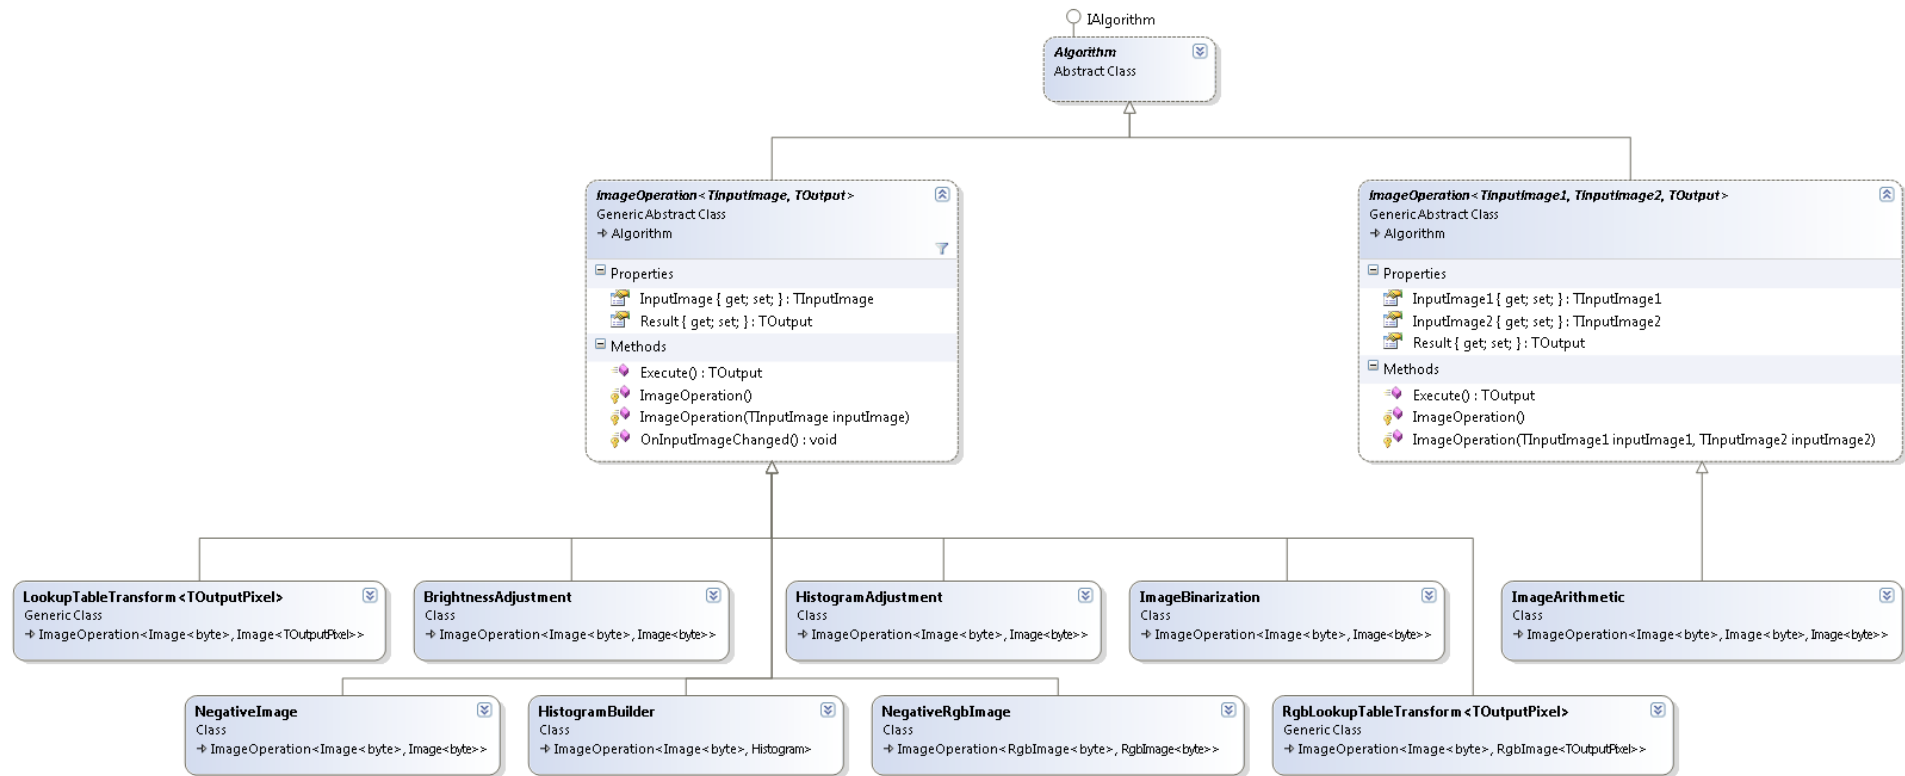 IAlgorithm
Algorithm
Abstract Class
ImageOperation<TInputImage, TOutput>
Generic Abstract Class
Algorithm
Properties
InputImage { get; set; } : TInputImage
Result { get; set; } : TOutput
Methods
Execute() : TOutput
ImageOperation()
ImageOperation(TInputImage inputImage)
OnInputImageChanged() : void
ImageOperation<TInputImage1, TInputImage2, TOutput>
Generic Abstract Class
Algorithm
Properties
InputImage1 { get; set; } : TInputImage1
InputImage2 { get; set; } : TInputImage2
Result { get; set; } : TOutput
Methods
Execute() : TOutput
ImageOperation()
ImageOperation(TInputImage1 inputImage1, TInputImage2 inputImage2)
LookupTableTransform<TOutputPixel>
Generic Class
ImageOperation<Image<byte>, Image<TOutputPixel>>
BrightnessAdjustment
Class
ImageOperation<Image<byte>, Image<byte>>
HistogramAdjustment
Class
ImageOperation<Image<byte>, Image<byte>>
ImageBinarization
Class
ImageOperation<Image<byte>, Image<byte>>
ImageArithmetic
Class
ImageOperation<Image<byte>, Image<byte>, Image<byte>>
NegativeImage
Class
ImageOperation<Image<byte>, Image<byte>>
HistogramBuilder
Class
ImageOperation<Image<byte>, Histogram>
NegativeRgbImage
Class
ImageOperation<RgbImage<byte>, RgbImage<byte>>
RgbLookupTableTransform<TOutputPixel>
Generic Class
ImageOperation<Image<byte>, RgbImage<TOutputPixel>>